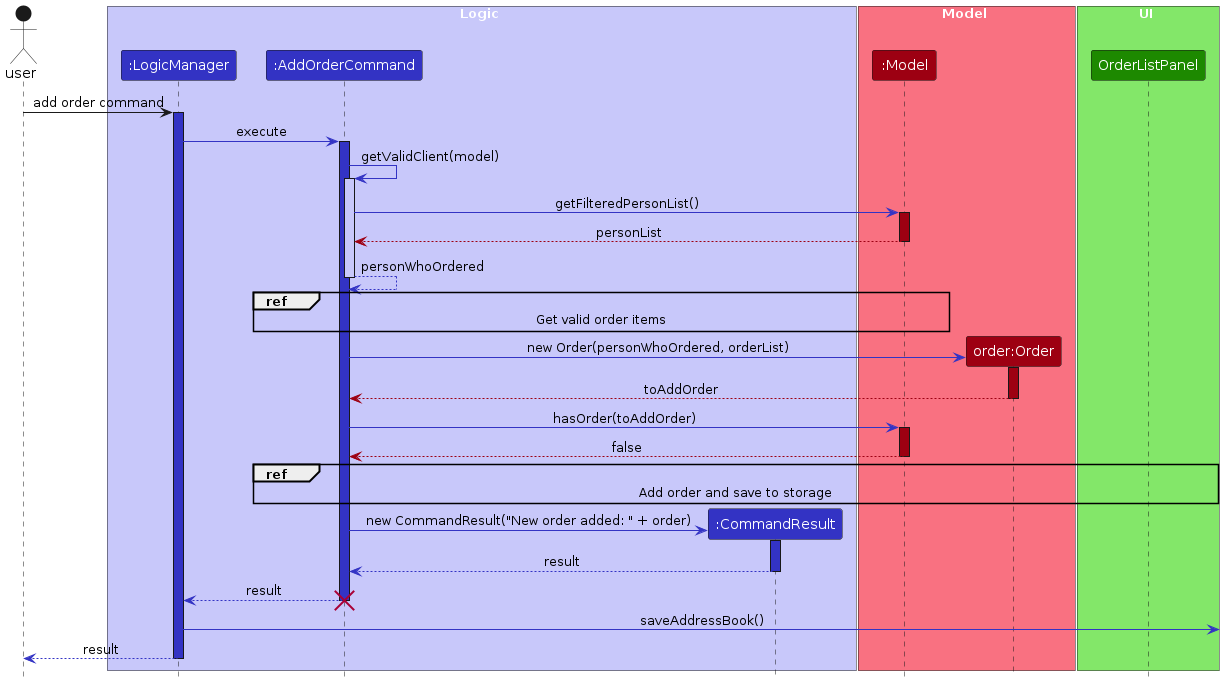 Logic
Model
UI
:LogicManager
:AddOrderCommand
:Model
OrderListPanel
user
add order command
execute
getValidClient(model)
getFilteredPersonList()
personList
personWhoOrdered
ref
Get valid order items
new Order(personWhoOrdered, orderList)
order:Order
toAddOrder
hasOrder(toAddOrder)
false
ref
Add order and save to storage
new CommandResult("New order added: " + order)
:CommandResult
result
result
saveAddressBook()
result